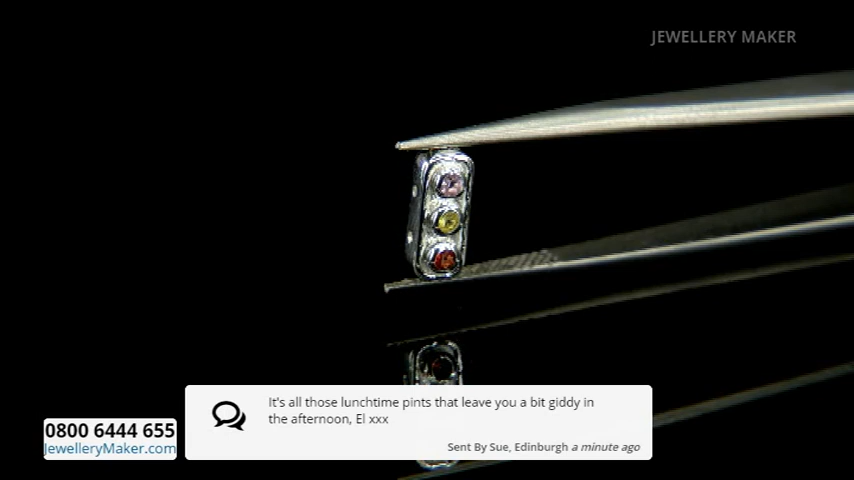 JEWELLERY MAKER
It's all those lunchtime pints that leave you a bit giddy in
the afternoon, El xxx
Sent By Sue, Edinburgh a minute ago
0800 6444 655
JewelleryMaker.com